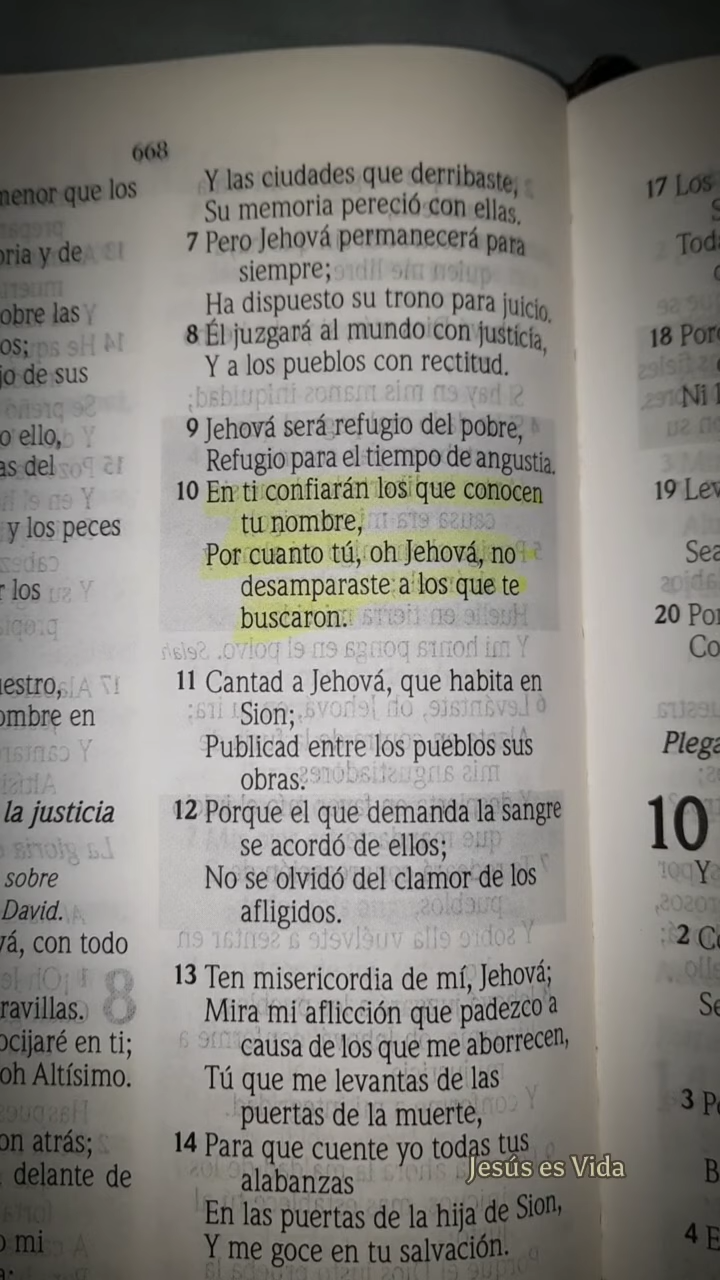 668
menor que los
ria y de
obre las
os;
jo de sus
o ello,
as del
y los peces
r los
estro,
ombre en
la justicia
sobre
David.
vá, con todo
ravillas.
ocijaré en ti;
oh Altísimo.
on atrás;
delante de
o mi
Y las ciudades que derribaste,
Su memoria pereció con ellas.
7 Pero Jehová permanecerá para
siempre;
Ha dispuesto su trono para juicio.
8 Él juzgará al mundo con justicia,
Y a los pueblos con rectitud.
9 Jehová será refugio del pobre,
Refugio para el tiempo de angustia.
10 En ti confiarán los que conocen
tu nombre,
Por cuanto tú, oh Jehová, no
desamparaste a los que te
buscaron.
11 Cantad a Jehová, que habita en
Sion;
Publicad entre los pueblos sus
obras.
12 Porque el que demanda la sangre
se acordó de ellos;
No se olvidó del clamor de los
afligidos.
13 Ten misericordia de mí, Jehová;
Mira mi aflicción que padezco a
causa de los que me aborrecen,
Tú que me levantas de las
puertas de la muerte,
14 Para que cuente yo todas tus
alabanzas
En las puertas de la hija de Sion,
Y me goce en tu salvación.
17 Los
Tod
18 Por
Ni
19 Lev
Sea
20 Po
Co
Plega
10
Y
2 C
Se
3 P
B
4 E
Jesús es Vida